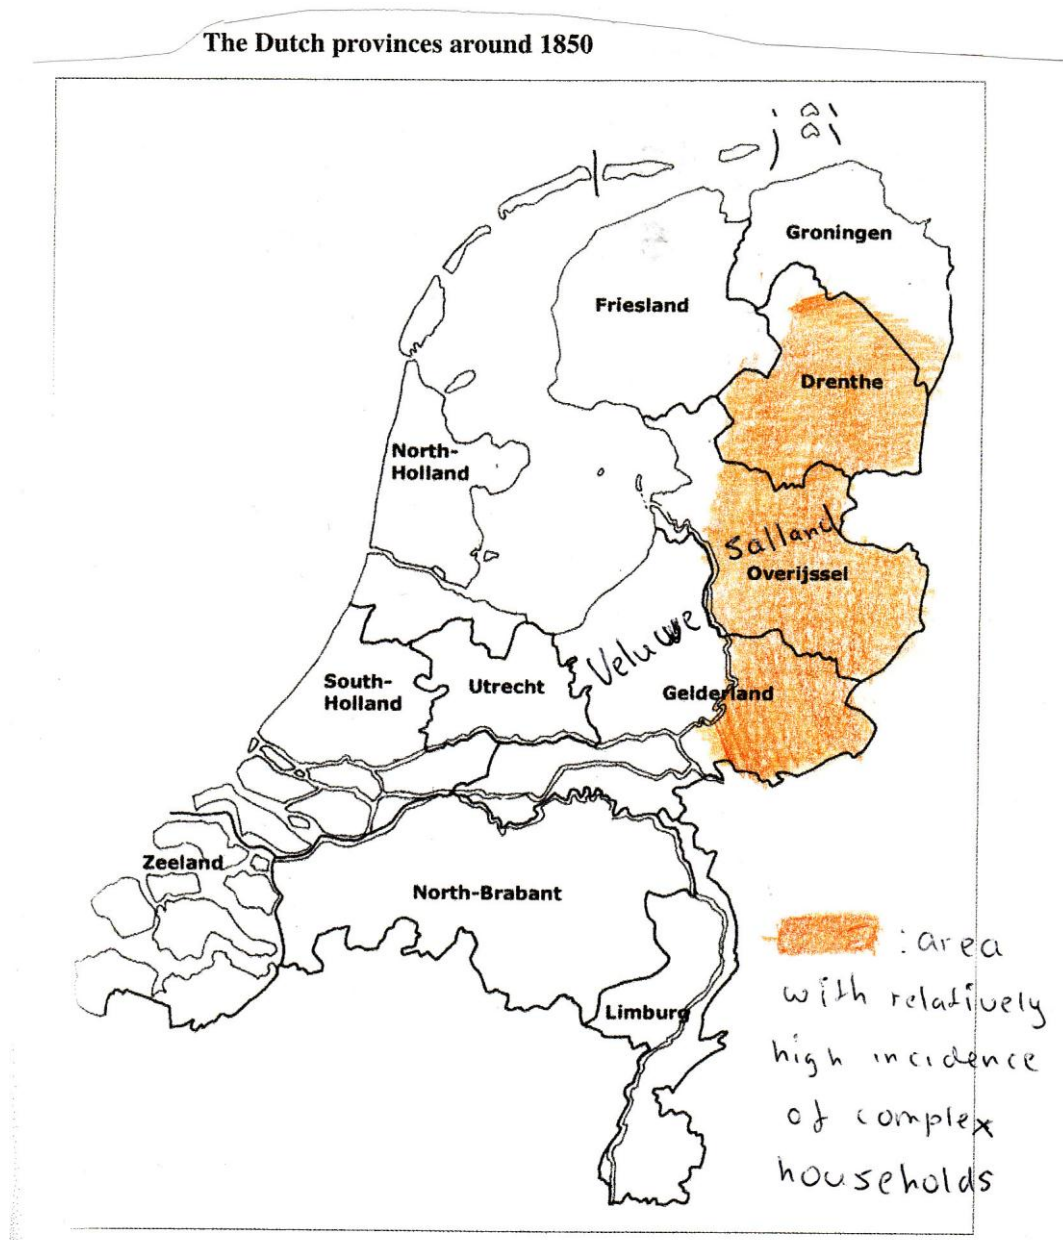 The Dutch provinces around 1850
Groningen
Friesland
Drenthe
North-
Holland
Salland
Overijssel
Veluwe
South-
Holland
Utrecht
Gelderland
Zeeland
North-Brabant
Limburg
: area
with relatively
high incidence
of complex
households